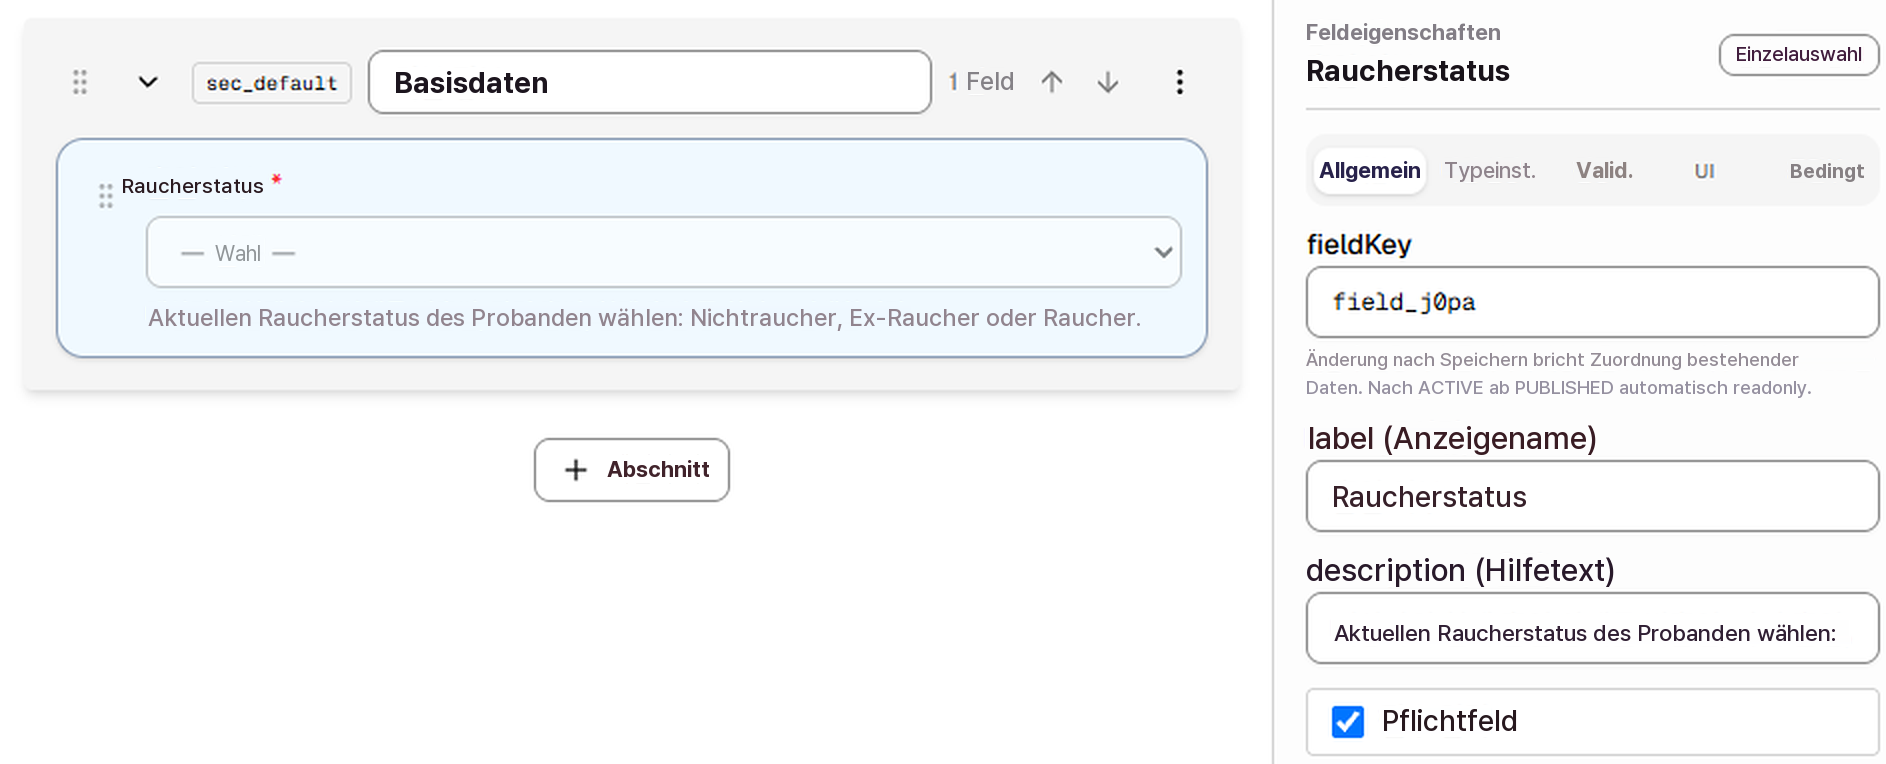 sec_default
Basisdaten
1 Feld
Raucherstatus *
— Wahl —
Aktuellen Raucherstatus des Probanden wählen: Nichtraucher, Ex-Raucher oder Raucher.
+ Abschnitt
Feldeigenschaften
Raucherstatus
Einzelauswahl
Allgemein Typeinst. Valid. UI Bedingt
fieldKey
field_j0pa
Änderung nach Speichern bricht Zuordnung bestehender
Daten. Nach ACTIVE ab PUBLISHED automatisch readonly.
label (Anzeigename)
Raucherstatus
description (Hilfetext)
Aktuellen Raucherstatus des Probanden wählen:
Pflichtfeld